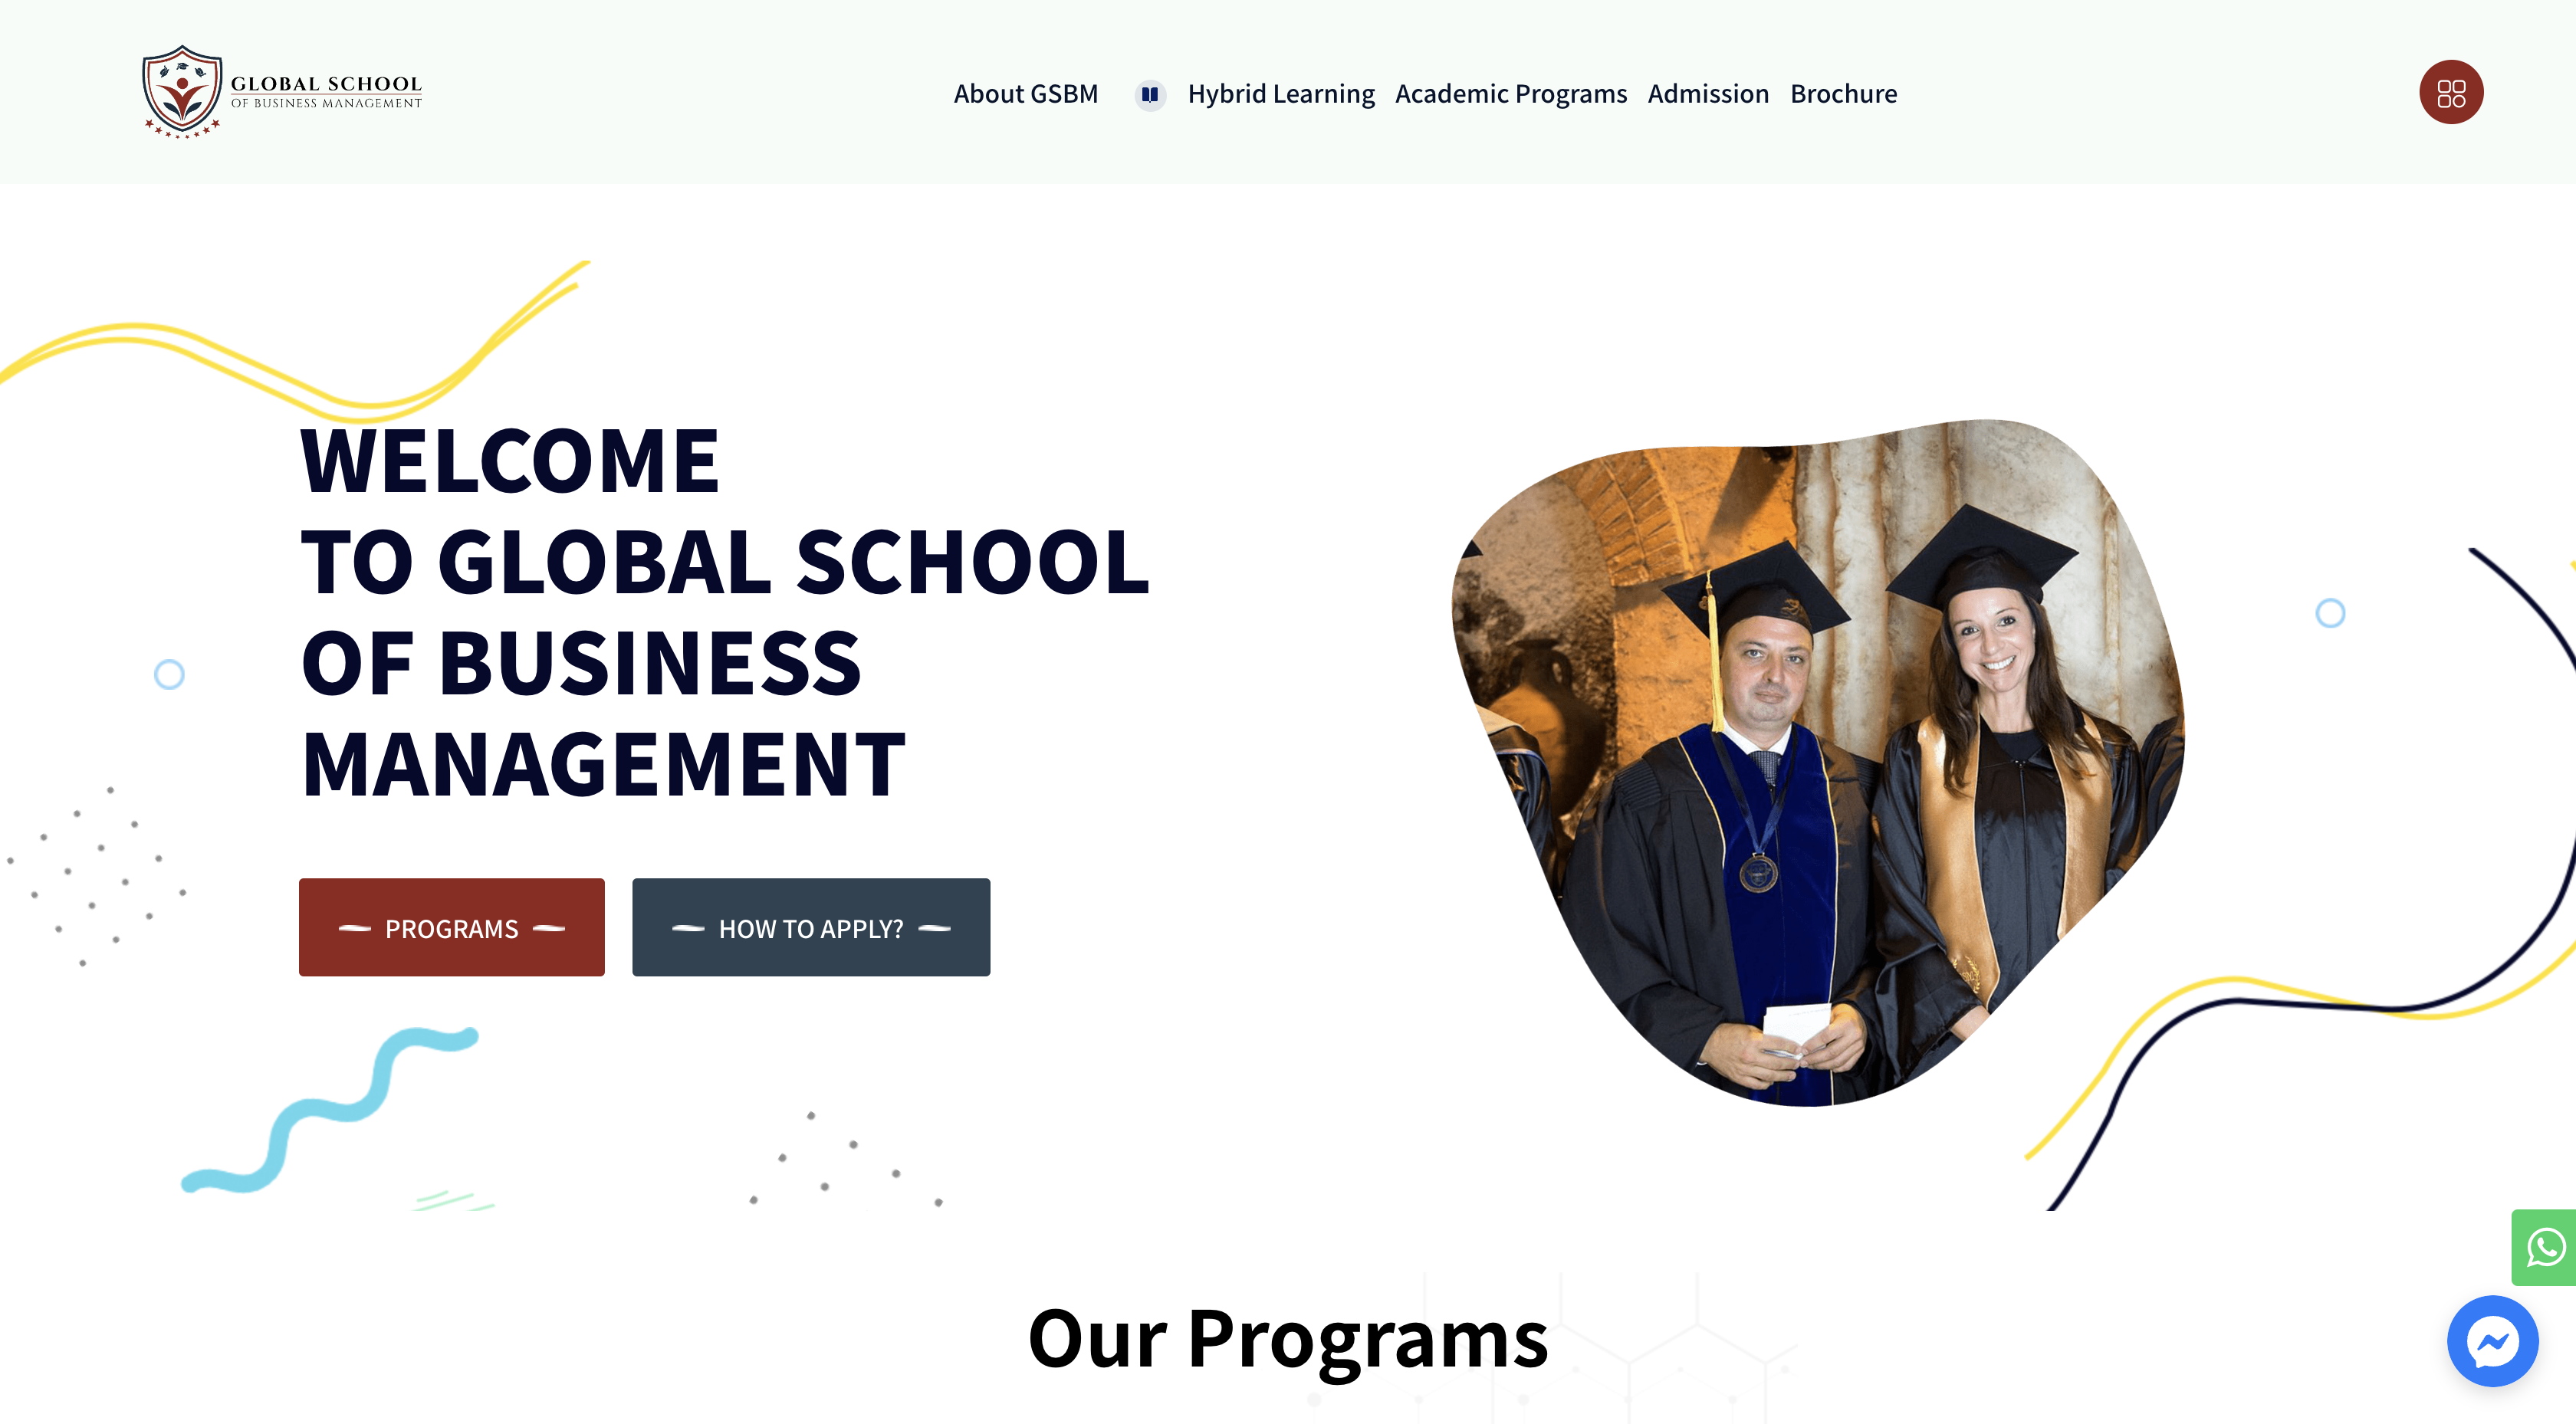 GLOBAL SCHOOL
OF BUSINESS MANAGEMENT
About GSBM Hybrid Learning Academic Programs Admission Brochure
WELCOME
TO GLOBAL SCHOOL
OF BUSINESS
MANAGEMENT
PROGRAMS HOW TO APPLY?
Our Programs